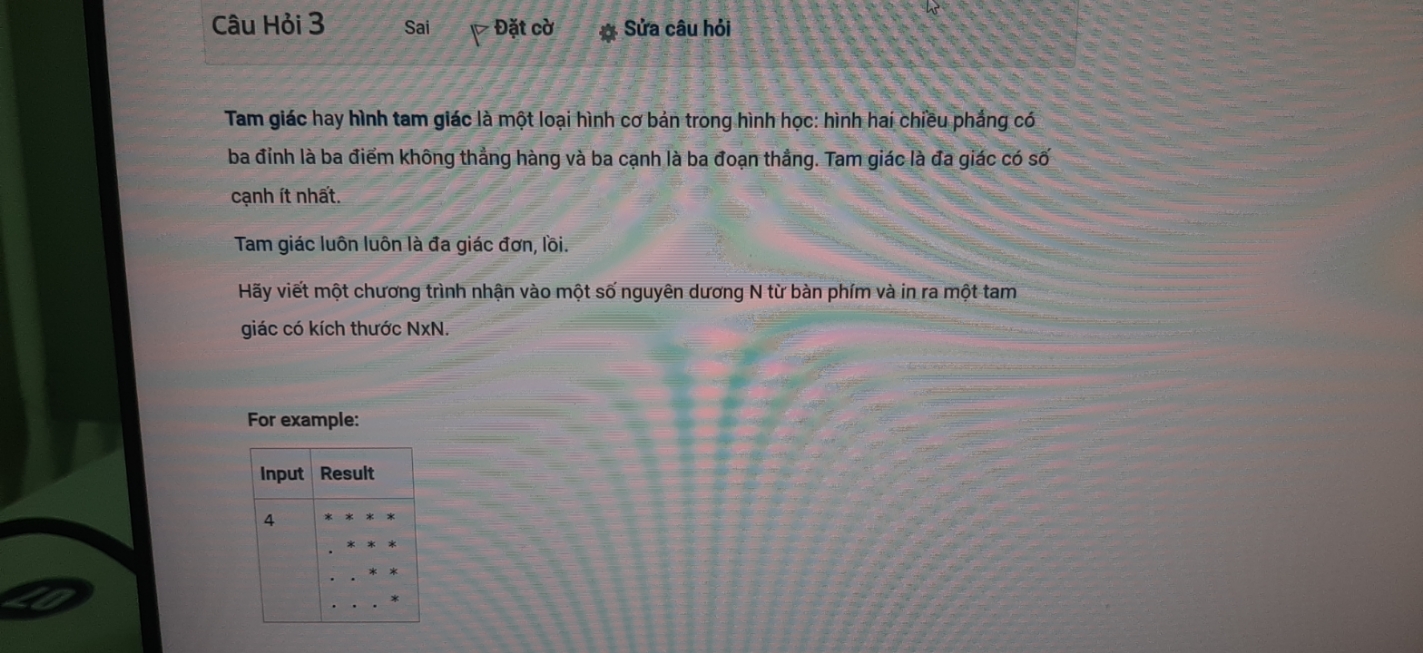 Câu Hỏi 3 Sai Đặt cờ Sửa câu hỏi
Tam giác hay hình tam giác là một loại hình cơ bản trong hình học: hình hai chiều phẳng có
ba đỉnh là ba điểm không thẳng hàng và ba cạnh là ba đoạn thẳng. Tam giác là đa giác có số
cạnh ít nhất.
Tam giác luôn luôn là đa giác đơn, lồi.
Hãy viết một chương trình nhận vào một số nguyên dương N từ bàn phím và in ra một tam
giác có kích thước NxN.
For example:
Input Result
4 * * * *
. * * *
. . * *
. . . *